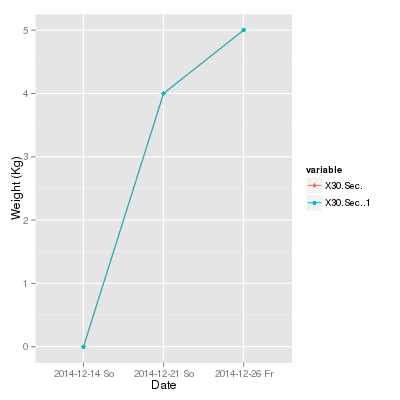 5
4
3
2
1
0
Weight (Kg)
2014-12-14 So
2014-12-21 So
2014-12-26 Fr
Date
variable
X30.Sec.
X30.Sec..1